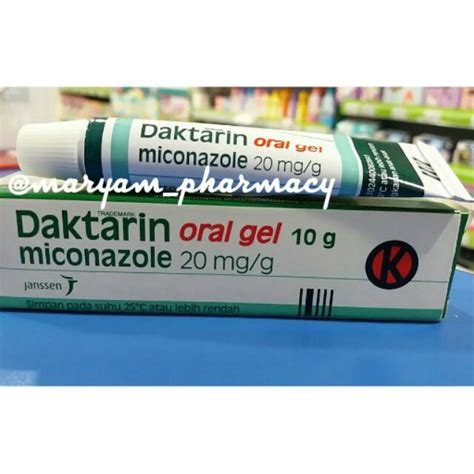 Daktarin oral gel
miconazole 20 mg/g
@maryam_pharmacy
TRADEMARK
Daktarin oral gel 10 g
miconazole 20 mg/g
K
janssen
Simpan pada suhu 25°C atau lebih rendah